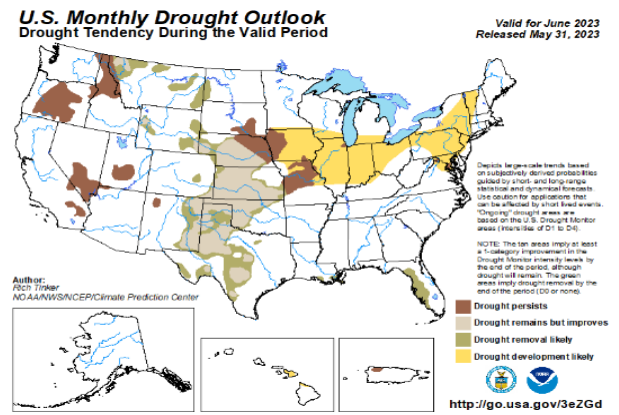 U.S. Monthly Drought Outlook
Drought Tendency During the Valid Period
Valid for June 2023
Released May 31, 2023
Depicts large-scale trends based
on subjectively derived probabilities
guided by short- and long-range
statistical and dynamical forecasts.
Use caution for applications that
can be affected by short lived events.
"Ongoing" drought areas are
based on the U.S. Drought Monitor
areas (intensities of D1 to D4).
NOTE: The tan areas imply at least
a 1-category improvement in the
Drought Monitor intensity levels by
the end of the period, although
drought will remain. The green
areas imply drought removal by the
end of the period (D0 or none).
Author:
Rich Tinker
NOAA/NWS/NCEP/Climate Prediction Center
Drought persists
Drought remains but improves
Drought removal likely
Drought development likely
NOAA
http://go.usa.gov/3eZGd